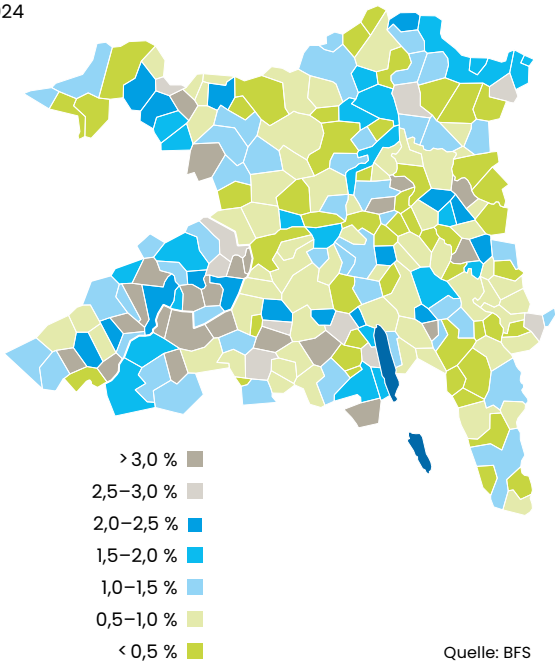 024
> 3,0 %
2,5–3,0 %
2,0–2,5 %
1,5–2,0 %
1,0–1,5 %
0,5–1,0 %
< 0,5 %
Quelle: BFS